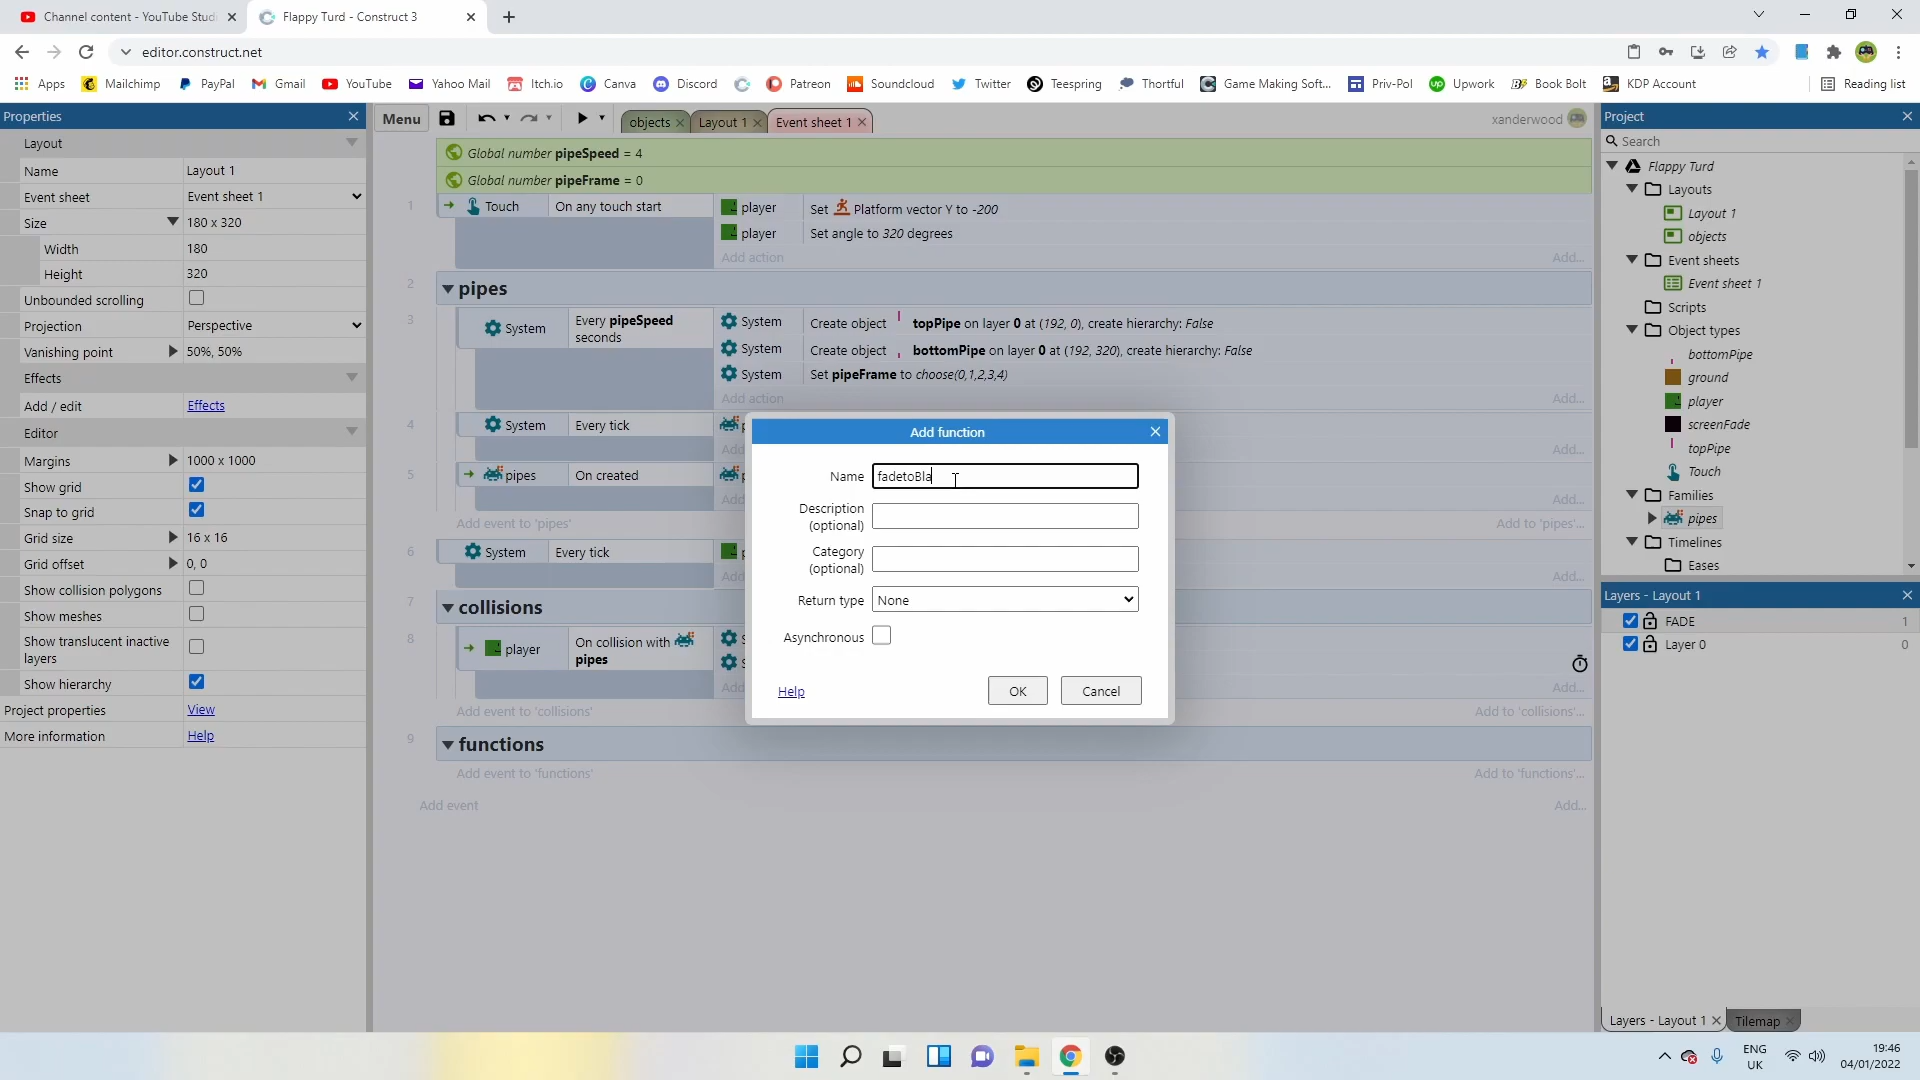 Channel content - YouTube Studi
Flappy Turd - Construct 3
editor.construct.net
Apps
Mailchimp
PayPal
Gmail
YouTube
Yahoo Mail
Itch.io
Canva
Discord
Patreon
Soundcloud
Twitter
Teespring
Thortful
Game Making Soft...
Priv-Pol
Upwork
Book Bolt
KDP Account
Reading list
Properties
Layout
Name Layout 1
Event sheet Event sheet 1
Size 180 x 320
Width 180
Height 320
Unbounded scrolling
Projection Perspective
Vanishing point 50%, 50%
Effects
Add / edit Effects
Editor
Margins 1000 x 1000
Show grid
Snap to grid
Grid size 16 x 16
Grid offset 0, 0
Show collision polygons
Show meshes
Show translucent inactive
layers
Show hierarchy
Project properties View
More information Help
Menu
objects
Layout 1
Event sheet 1
xanderwood
Global number pipeSpeed = 4
Global number pipeFrame = 0
1 Touch On any touch start player Set Platform vector Y to -200
player Set angle to 320 degrees
Add action Add...
2 pipes
3 System Every pipeSpeed seconds System Create object topPipe on layer 0 at (192, 0), create hierarchy: False
System Create object bottomPipe on layer 0 at (192, 320), create hierarchy: False
System Set pipeFrame to choose(0,1,2,3,4)
Add action Add...
4 System Every tick
Add...
5 pipes On created
Add...
Add event to 'pipes' Add to 'pipes'...
6 System Every tick
Add...
7 collisions
8 player On collision with
pipes
Add...
Add event to 'collisions' Add to 'collisions'...
9 functions
Add event to 'functions' Add to 'functions'...
Add event Add...
Add function
Name fadetoBla
Description
(optional)
Category
(optional)
Return type None
Asynchronous
Help OK Cancel
Project
Search
Flappy Turd
Layouts
Layout 1
objects
Event sheets
Event sheet 1
Scripts
Object types
bottomPipe
ground
player
screenFade
topPipe
Touch
Families
pipes
Timelines
Eases
Layers - Layout 1
FADE 1
Layer 0 0
Layers - Layout 1
Tilemap
ENG
UK
19:46
04/01/2022